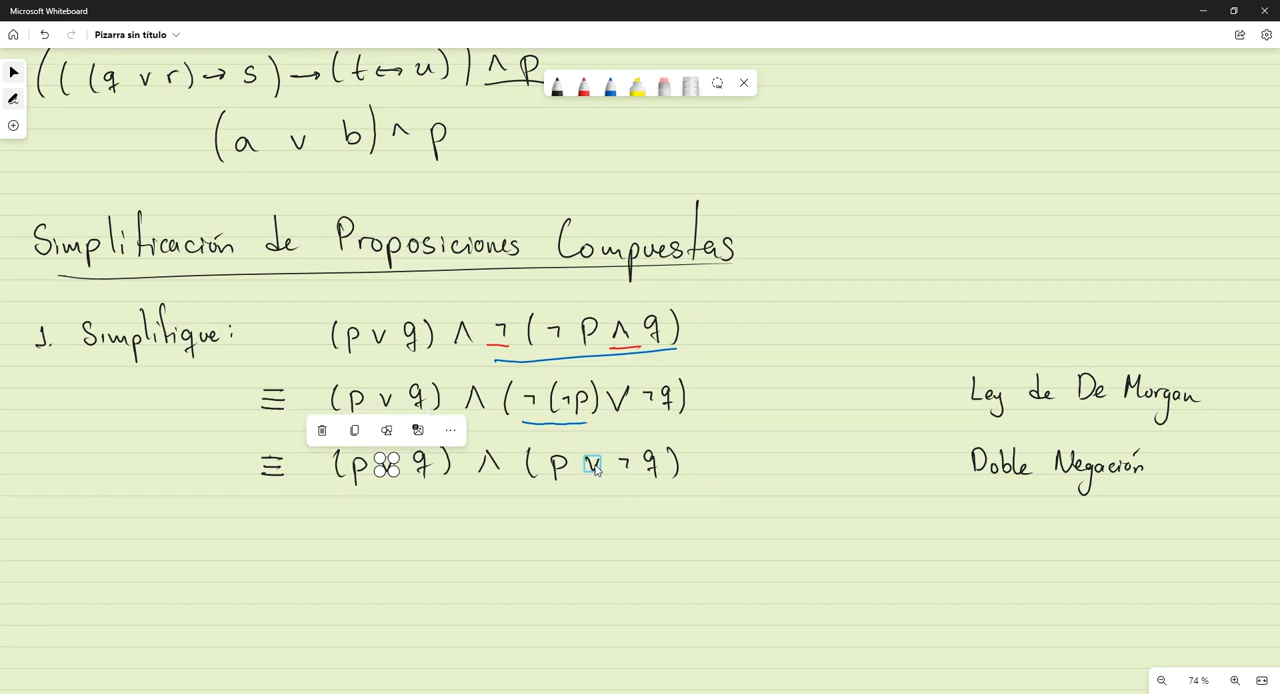 Microsoft Whiteboard
Pizarra sin título
(((q ∨ r) → s) → (t ↔ u)) ∧ p
(a ∨ b) ∧ p
Simplificación de Proposiciones Compuestas
1. Simplifique: (p ∨ q) ∧ ¬(¬p ∧ q)
≡ (p ∨ q) ∧ (¬(¬p) ∨ ¬q) Ley de De Morgan
≡ (p ∨ q) ∧ (p ∨ ¬q) Doble Negación
74 %